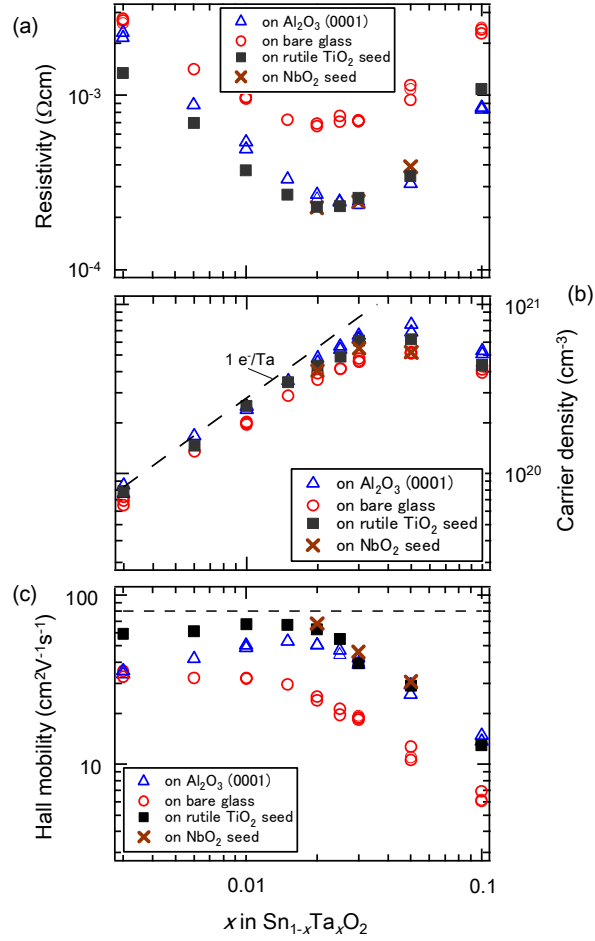 (a)
on Al₂O₃ (0001)
on bare glass
on rutile TiO₂ seed
on NbO₂ seed
Resistivity (Ωcm)
10⁻³
10⁻⁴
(b)
1 e⁻/Ta
10²¹
10²⁰
Carrier density (cm⁻³)
on Al₂O₃ (0001)
on bare glass
on rutile TiO₂ seed
on NbO₂ seed
(c)
100
10
Hall mobility (cm²V⁻¹s⁻¹)
on Al₂O₃ (0001)
on bare glass
on rutile TiO₂ seed
on NbO₂ seed
0.01
0.1
x in Sn₁₋ₓTaₓO₂